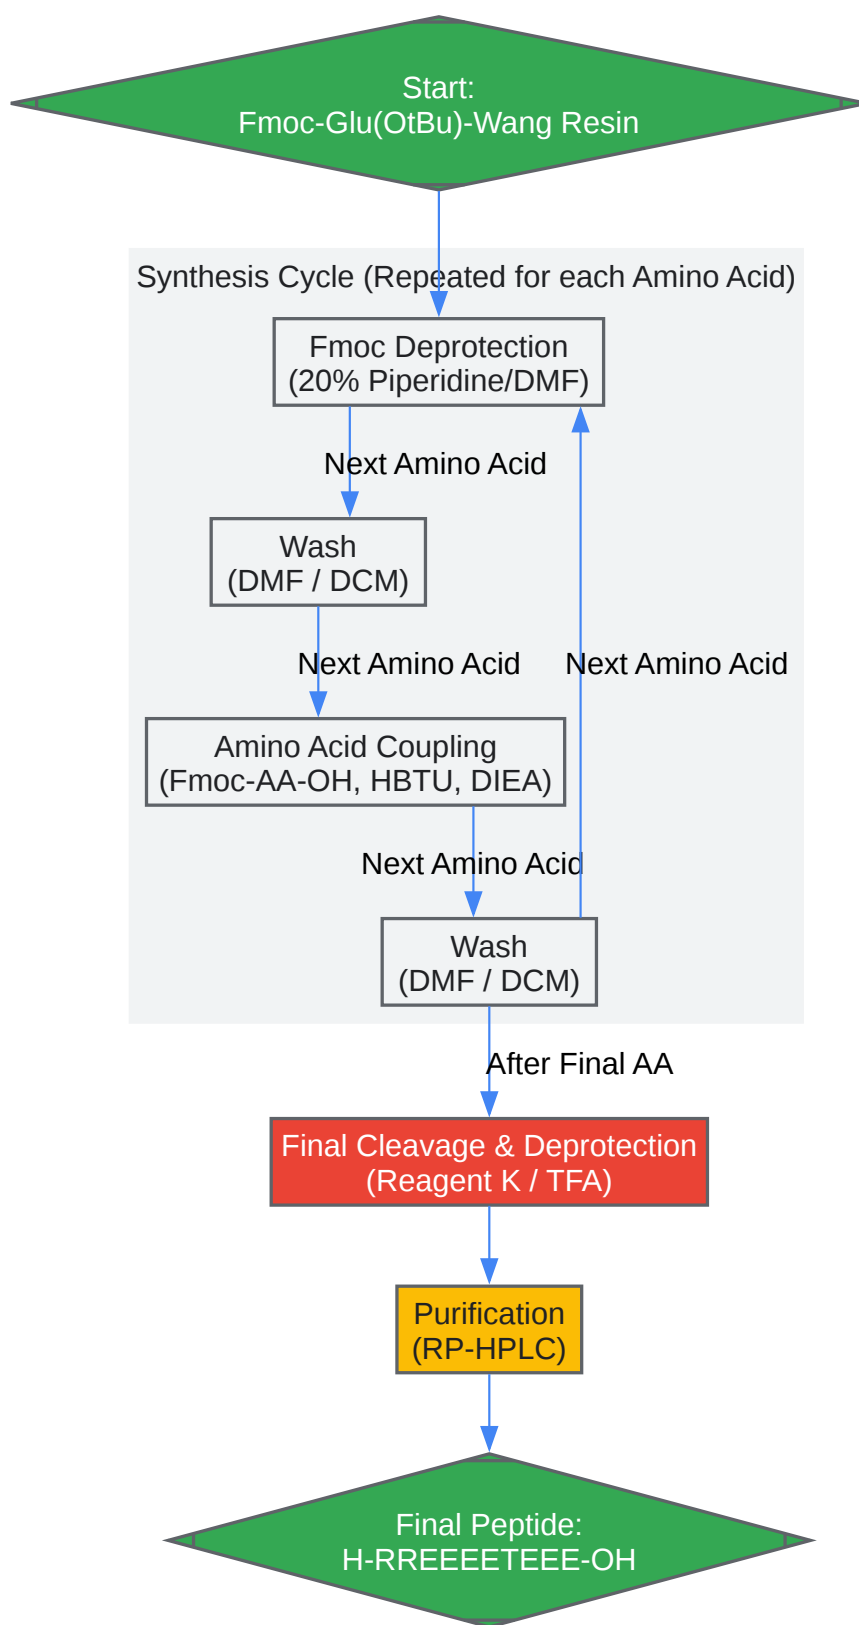 Start:
Fmoc-Glu(OtBu)-Wang Resin
Synthesis Cycle (Repeated for each Amino Acid)
Fmoc Deprotection
(20% Piperidine/DMF)
Next Amino Acid
Wash
(DMF / DCM)
Next Amino Acid
Next Amino Acid
Amino Acid Coupling
(Fmoc-AA-OH, HBTU, DIEA)
Next Amino Acid
Wash
(DMF / DCM)
After Final AA
Final Cleavage & Deprotection
(Reagent K / TFA)
Purification
(RP-HPLC)
Final Peptide:
H-RREEEETEEE-OH